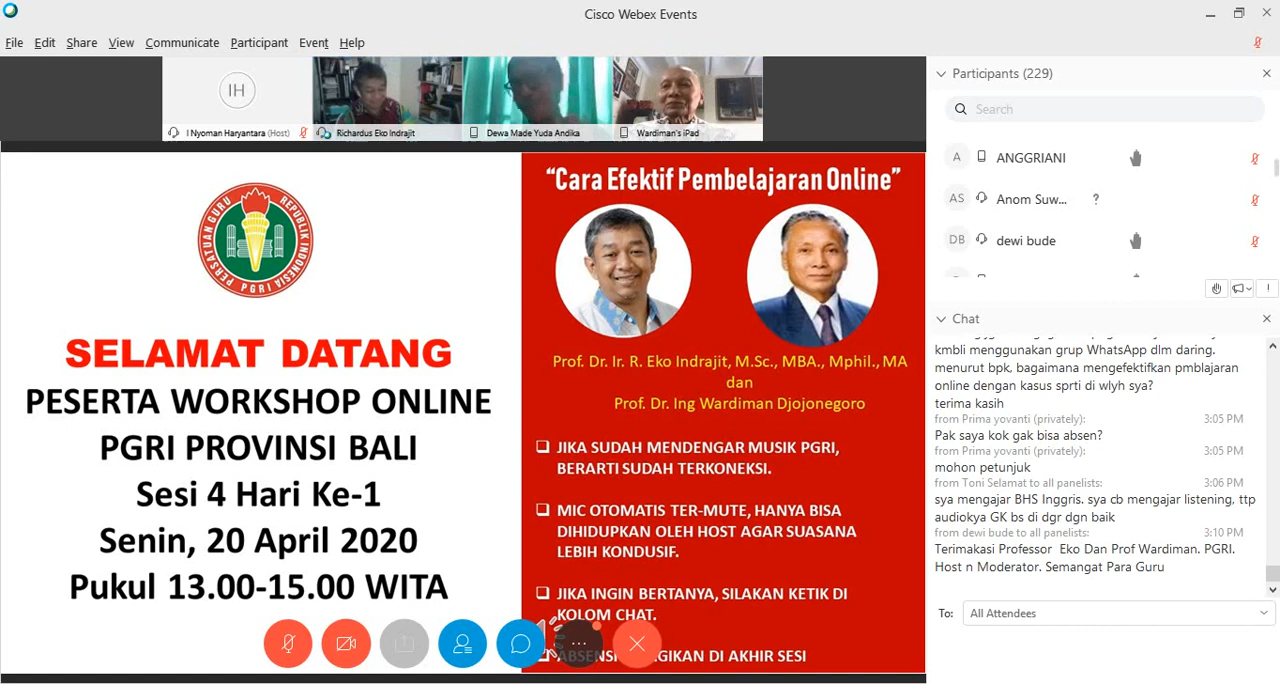 Cisco Webex Events
File Edit Share View Communicate Participant Event Help
IH
I Nyoman Haryantara (Host)
Richardus Eko Indrajit
Dewa Made Yuda Andika
Wardiman's iPad
PERSATUAN GURU REPUBLIK INDONESIA
PGRI
SELAMAT DATANG
PESERTA WORKSHOP ONLINE
PGRI PROVINSI BALI
Sesi 4 Hari Ke-1
Senin, 20 April 2020
Pukul 13.00-15.00 WITA
“Cara Efektif Pembelajaran Online”
Prof. Dr. Ir. R. Eko Indrajit, M.Sc., MBA., Mphil., MA
dan
Prof. Dr. Ing Wardiman Djojonegoro
JIKA SUDAH MENDENGAR MUSIK PGRI,
BERARTI SUDAH TERKONEKSI.
MIC OTOMATIS TER-MUTE, HANYA BISA
DIHIDUPKAN OLEH HOST AGAR SUASANA
LEBIH KONDUSIF.
JIKA INGIN BERTANYA, SILAKAN KETIK DI
KOLOM CHAT.
DI AKHIR SESI
Participants (229)
Search
A ANGGRIANI
AS Anom Suw... ?
DB dewi bude
Chat
kmbli menggunakan grup WhatsApp dlm daring.
menurut bpk, bagaimana mengefektifkan pmblajaran
online dengan kasus sprti di wlyh sya?
terima kasih
from Prima yovanti (privately): 3:05 PM
Pak saya kok gak bisa absen?
from Prima yovanti (privately): 3:05 PM
mohon petunjuk
from Toni Selamat to all panelists: 3:06 PM
sya mengajar BHS Inggris. sya cb mengajar listening, ttp
audiokya GK bs di dgr dgn baik
from dewi bude to all panelists: 3:10 PM
Terimakasi Professor Eko Dan Prof Wardiman. PGRI.
Host n Moderator. Semangat Para Guru
To: All Attendees